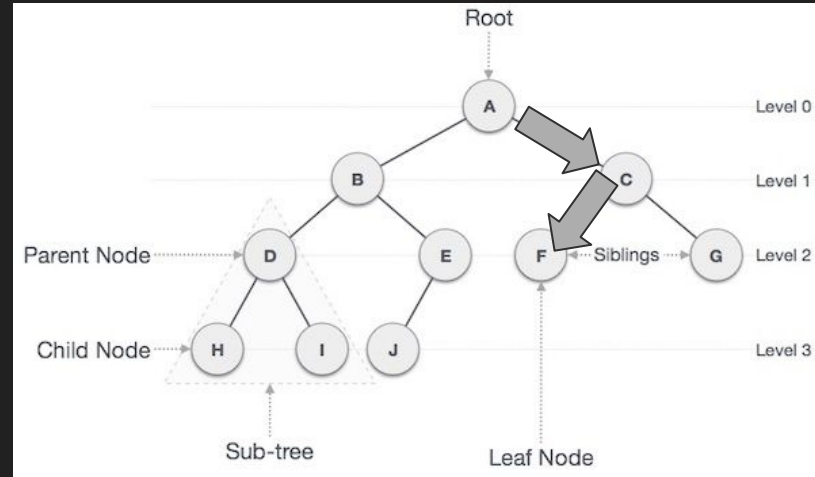 Root
A
Level 0
B
C
Level 1
Parent Node
D
E
F
Siblings
G
Level 2
Child Node
H
I
J
Level 3
Sub-tree
Leaf Node